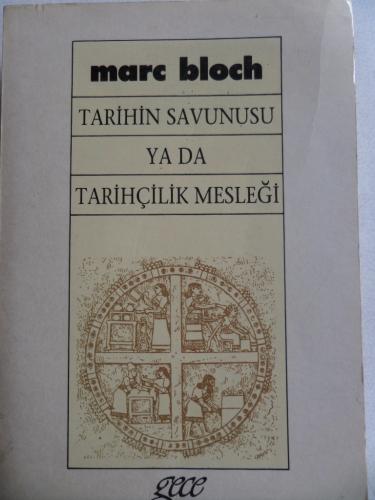 marc bloch
TARİHİN SAVUNUSU
YA DA
TARİHÇİLİK MESLEĞİ
gece